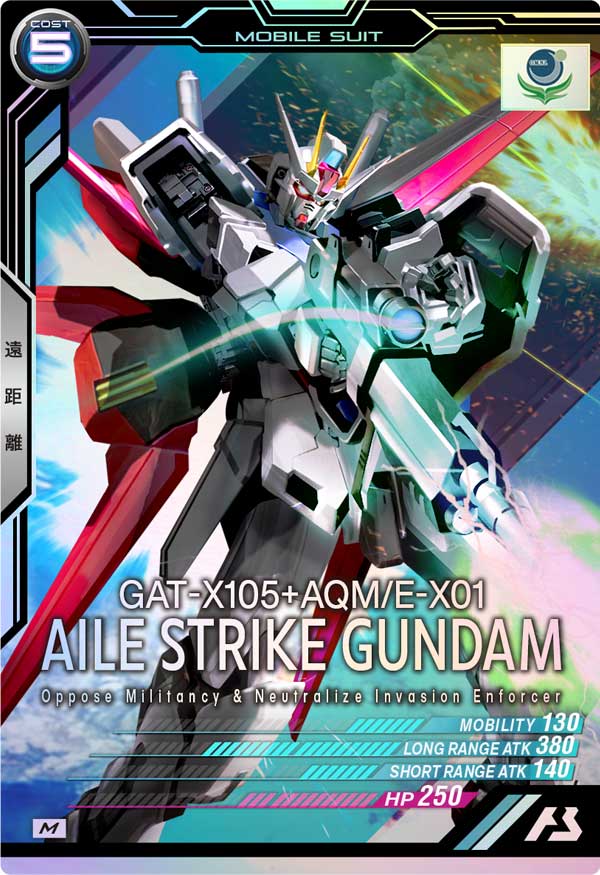 COST
5
MOBILE SUIT
遠距離
GAT-X105+AQM/E-X01
AILE STRIKE GUNDAM
Oppose Militancy & Neutralize Invasion Enforcer
MOBILITY 130
LONG RANGE ATK 380
SHORT RANGE ATK 140
HP 250
M